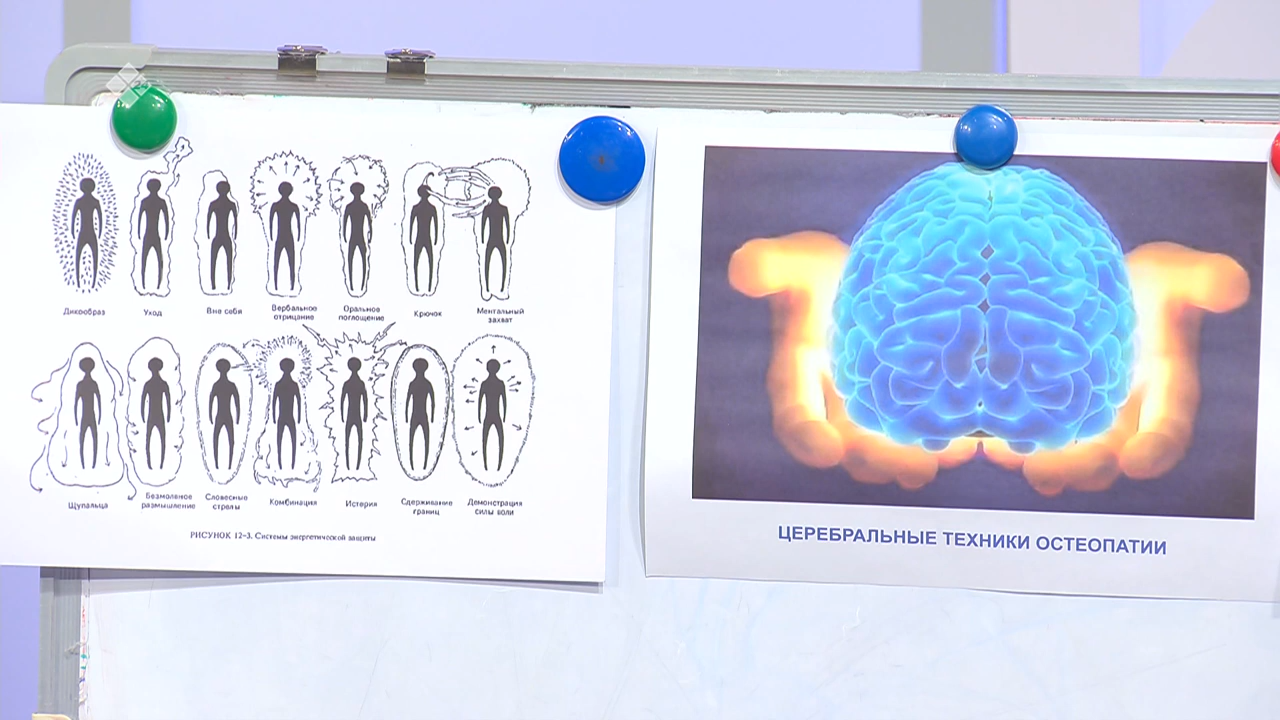 Дикообраз
Уход
Вне себя
Вербальное
отрицание
Оральное
поглощение
Крючок
Ментальный
захват
Щупальца
Безмолвное
размышление
Словесные
стрелы
Комбинация
Истерия
Сдерживание
границ
Демонстрация
силы воли
РИСУНОК 12-3. Системы энергетической защиты
ЦЕРЕБРАЛЬНЫЕ ТЕХНИКИ ОСТЕОПАТИИ